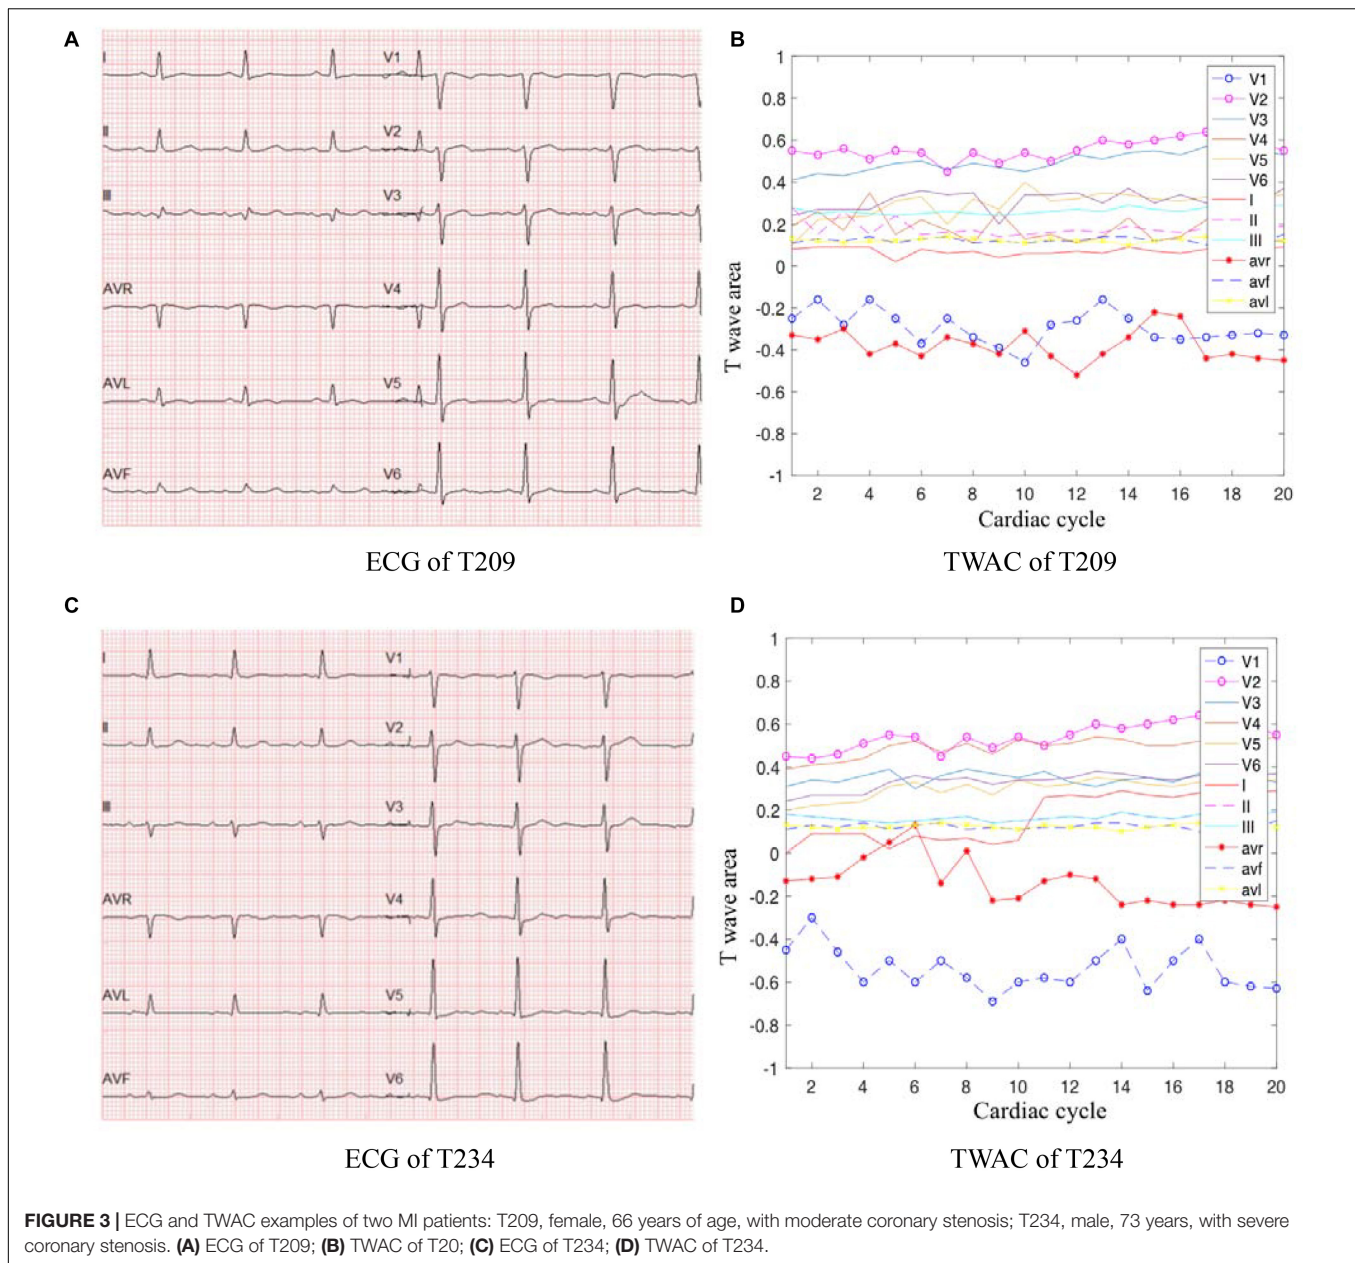 A
I
V1
II
V2
III
V3
AVR
V4
AVL
V5
AVF
V6
ECG of T209
B
1
0.8
0.6
0.4
0.2
0
-0.2
-0.4
-0.6
-0.8
-1
T wave area
2 4 6 8 10 12 14 16 18 20
Cardiac cycle
V1
V2
V3
V4
V5
V6
I
II
III
avr
avf
avl
TWAC of T209
C
I
V1
II
V2
III
V3
AVR
V4
AVL
V5
AVF
V6
ECG of T234
D
1
0.8
0.6
0.4
0.2
0
-0.2
-0.4
-0.6
-0.8
-1
T wave area
2 4 6 8 10 12 14 16 18 20
Cardiac cycle
V1
V2
V3
V4
V5
V6
I
II
III
avr
avf
avl
TWAC of T234
FIGURE 3 | ECG and TWAC examples of two MI patients: T209, female, 66 years of age, with moderate coronary stenosis; T234, male, 73 years, with severe
coronary stenosis. (A) ECG of T209; (B) TWAC of T20; (C) ECG of T234; (D) TWAC of T234.